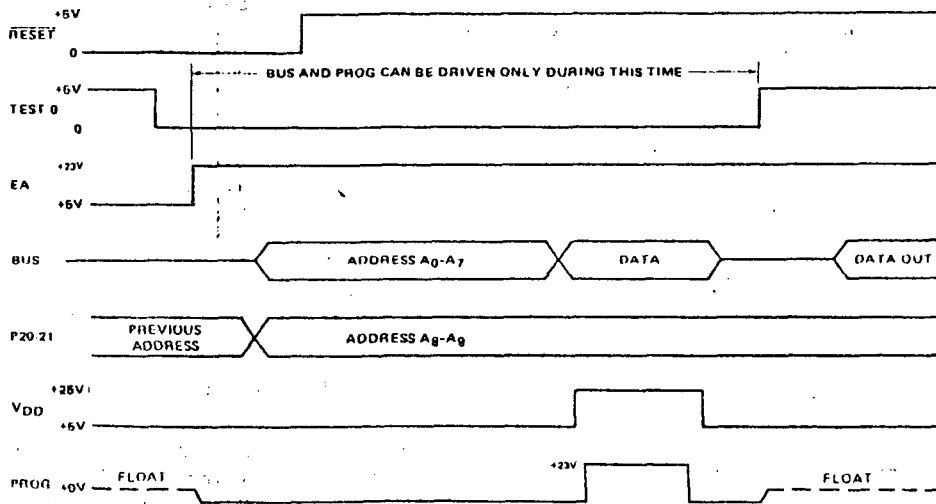 +5V
RESET
0
BUS AND PROG CAN BE DRIVEN ONLY DURING THIS TIME
+5V
TEST 0
0
+23V
EA
+5V
BUS
ADDRESS A0-A7
DATA
DATA OUT
P20-21
PREVIOUS
ADDRESS
ADDRESS A8-A9
+25V
VDD
+5V
+23V
PROG
+0V
FLOAT
FLOAT